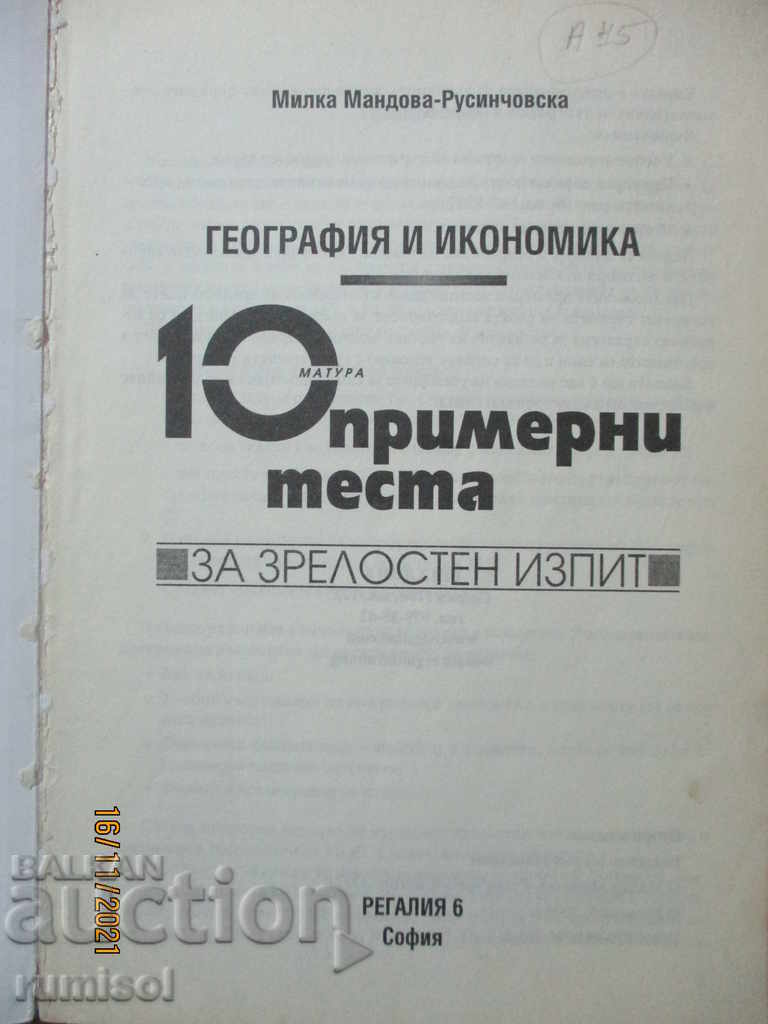 А 45
Милка Мандова-Русинчовска
ГЕОГРАФИЯ И ИКОНОМИКА
10
МАТУРА
примерни
теста
ЗА ЗРЕЛОСТЕН ИЗПИТ
РЕГАЛИЯ 6
София
16/11/2021
BALKAN
auction
rumisol